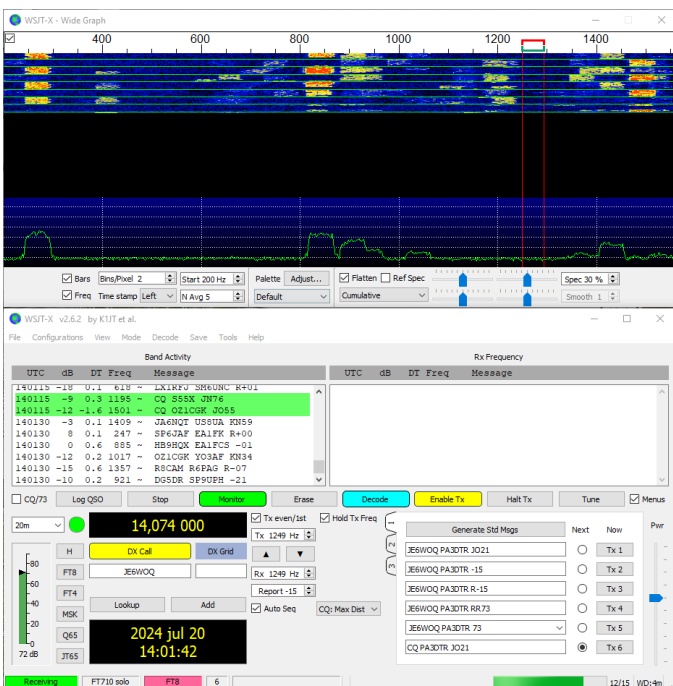 WSJT-X - Wide Graph
400 600 800 1000 1200 1400
Bars Bins/Pixel 2 Start 200 Hz Palette Adjust... Flatten Ref Spec Spec 30 %
Freq Time stamp Left N Avg 5 Default Cumulative Smooth 1
WSJT-X v2.6.2 by K1JT et al.
File Configurations View Mode Decode Save Tools Help
Band Activity Rx Frequency
UTC dB DT Freq Message UTC dB DT Freq Message
140115 -18 0.1 618 ~ LX1RFJ SM6UNC R+01
140115 -9 0.3 1195 ~ CQ S55X JN76
140115 -12 -1.6 1501 ~ CQ OZ1CGK JO55
140130 -3 0.1 1409 ~ JA6NQT US8UA KN59
140130 8 0.1 247 ~ SP6JAF EA1FK R+00
140130 0 0.6 885 ~ HB9HQX EA1FCS -01
140130 -12 0.2 1017 ~ OZ1CGK YO3AF KN34
140130 -15 0.6 1357 ~ R8CAM R6PAG R-07
140130 -10 0.2 921 ~ DG5DR SP9UPH -21
CQ/73 Log QSO Stop Monitor Erase Decode Enable Tx Halt Tx Tune Menus
20m 14,074 000 Tx even/1st Hold Tx Freq
Tx 1249 Hz
1 2 3
Generate Std Msgs Next Now Pwr
H DX Call DX Grid
JE6WOQ PA3DTR JO21 Tx 1
FT8 JE6WOQ Rx 1249 Hz
JE6WOQ PA3DTR -15 Tx 2
FT4 Report -15
JE6WOQ PA3DTR R-15 Tx 3
MSK Lookup Add Auto Seq CQ: Max Dist
JE6WOQ PA3DTR RR73 Tx 4
Q65 2024 jul 20
JE6WOQ PA3DTR 73 Tx 5
JT65 14:01:42
CQ PA3DTR JO21 Tx 6
-80
-60
-40
-20
-0
72 dB
Receiving FT710 solo FT8 6 12/15 WD:4m